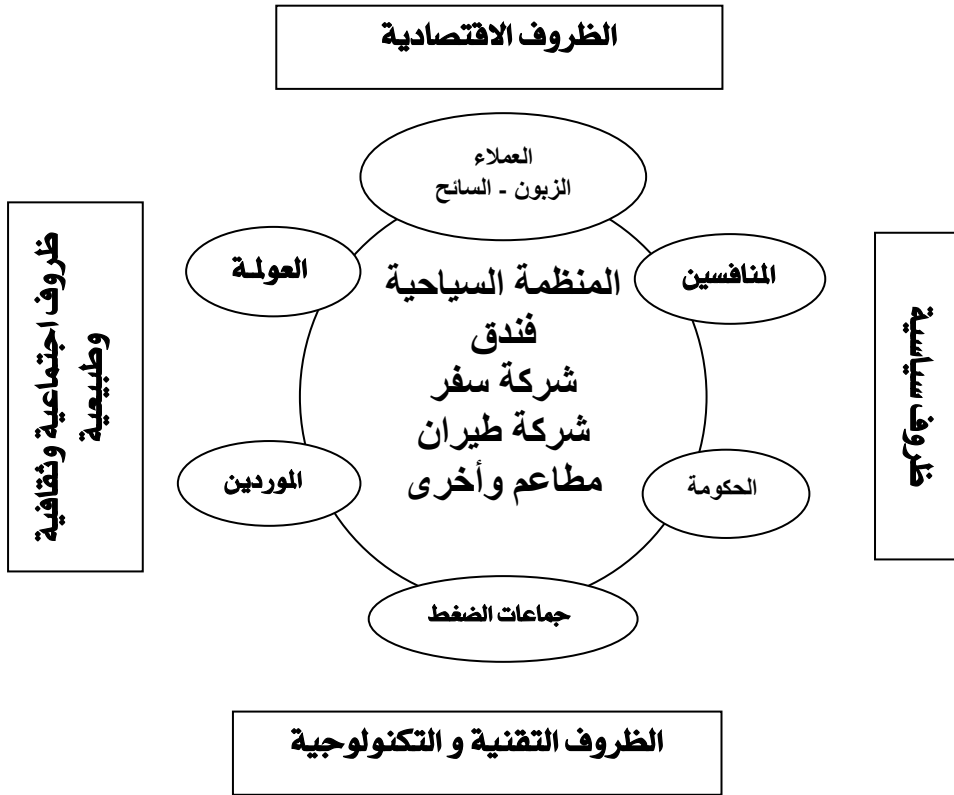 الظروف الاقتصادية
العملاء
الزبون - السائح
المنافسين
العولمة
المنظمة السياحية
فندق
شركة سفر
شركة طيران
مطاعم وأخرى
ظروف سياسية
ظروف اجتماعية وثقافية
وطبيعية
الحكومة
الموردين
جماعات الضغط
الظروف التقنية و التكنولوجية